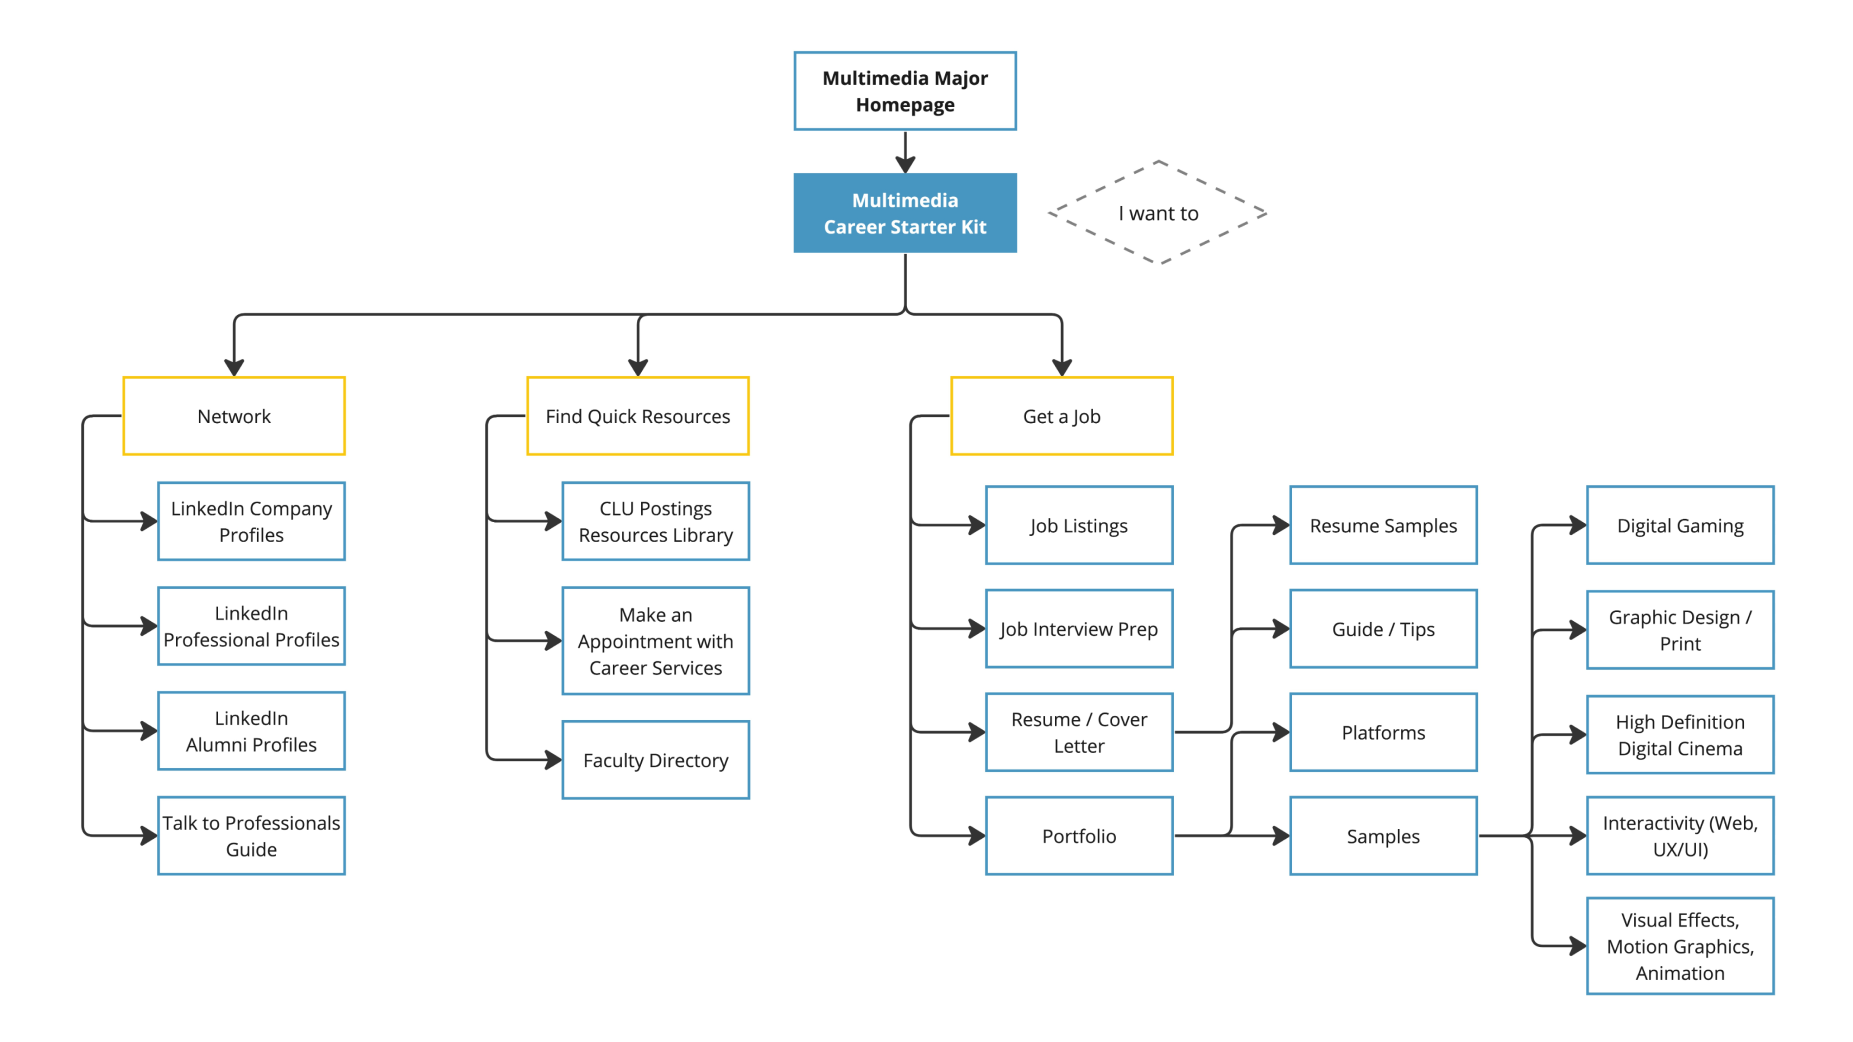 Multimedia Major
Homepage
Multimedia
Career Starter Kit
I want to
Network
Find Quick Resources
Get a Job
LinkedIn Company
Profiles
LinkedIn
Professional Profiles
LinkedIn
Alumni Profiles
Talk to Professionals
Guide
CLU Postings
Resources Library
Make an
Appointment with
Career Services
Faculty Directory
Job Listings
Job Interview Prep
Resume / Cover
Letter
Portfolio
Resume Samples
Guide / Tips
Platforms
Samples
Digital Gaming
Graphic Design /
Print
High Definition
Digital Cinema
Interactivity (Web,
UX/UI)
Visual Effects,
Motion Graphics,
Animation